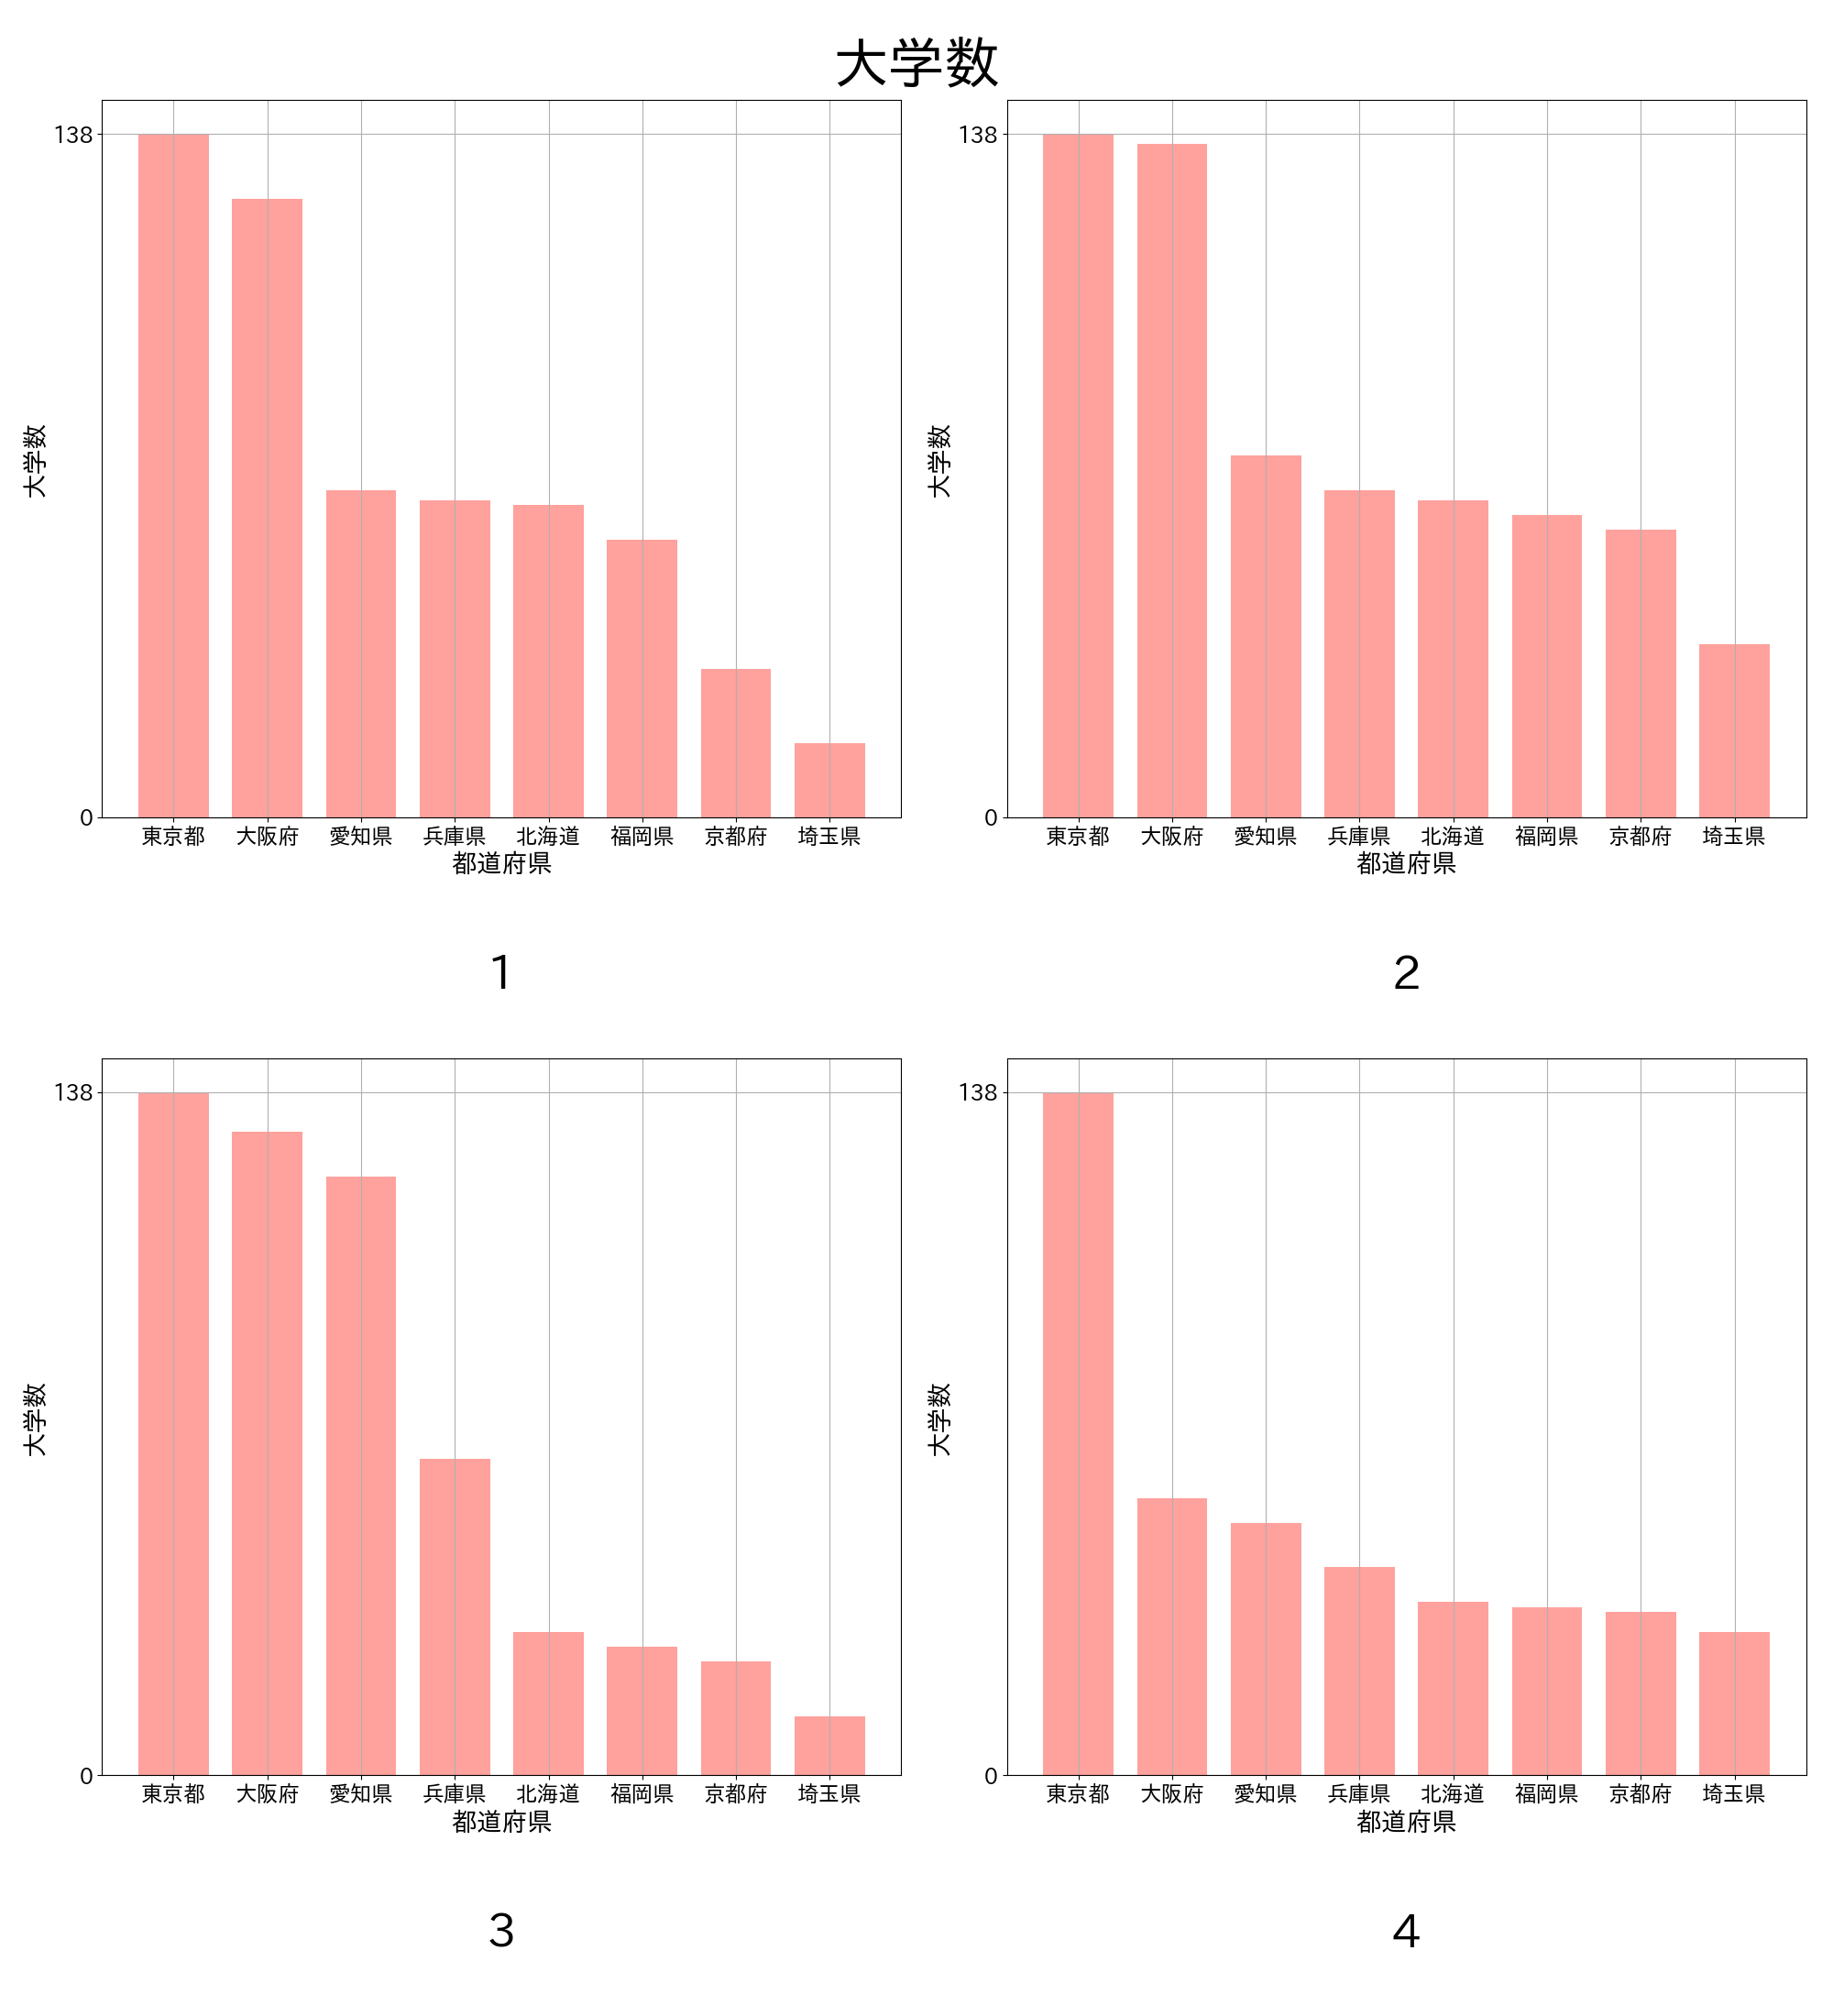 大学数
138
0
大学数
東京都 大阪府 愛知県 兵庫県 北海道 福岡県 京都府 埼玉県
都道府県
1
138
0
大学数
東京都 大阪府 愛知県 兵庫県 北海道 福岡県 京都府 埼玉県
都道府県
2
138
0
大学数
東京都 大阪府 愛知県 兵庫県 北海道 福岡県 京都府 埼玉県
都道府県
3
138
0
大学数
東京都 大阪府 愛知県 兵庫県 北海道 福岡県 京都府 埼玉県
都道府県
4